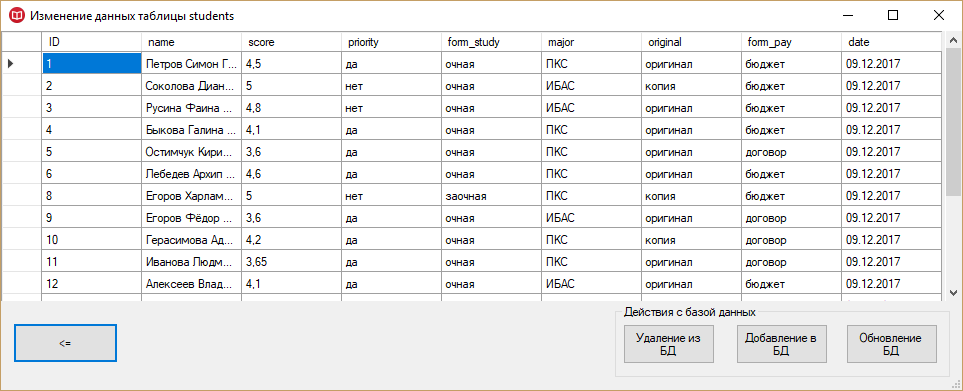 Изменение данных таблицы students
ID name score priority form_study major original form_pay date
1 Петров Симон Г... 4,5 да очная ПКС оригинал бюджет 09.12.2017
2 Соколова Диан... 5 нет очная ИБАС копия бюджет 09.12.2017
3 Русина Фаина ... 4,8 нет очная ИБАС оригинал бюджет 09.12.2017
4 Быкова Галина ... 4,1 да очная ПКС оригинал бюджет 09.12.2017
5 Остимчук Кири... 3,6 да очная ПКС оригинал договор 09.12.2017
6 Лебедев Архип ... 4,6 да очная ПКС оригинал бюджет 09.12.2017
8 Егоров Харлам... 5 нет заочная ПКС копия бюджет 09.12.2017
9 Егоров Фёдор ... 3,6 да очная ИБАС оригинал договор 09.12.2017
10 Герасимова Ад... 4,2 да очная ПКС копия договор 09.12.2017
11 Иванова Людм... 3,65 да очная ПКС оригинал договор 09.12.2017
12 Алексеев Влад... 4,1 да очная ИБАС оригинал бюджет 09.12.2017
Действия с базой данных
<= Удаление из БД Добавление в БД Обновление БД